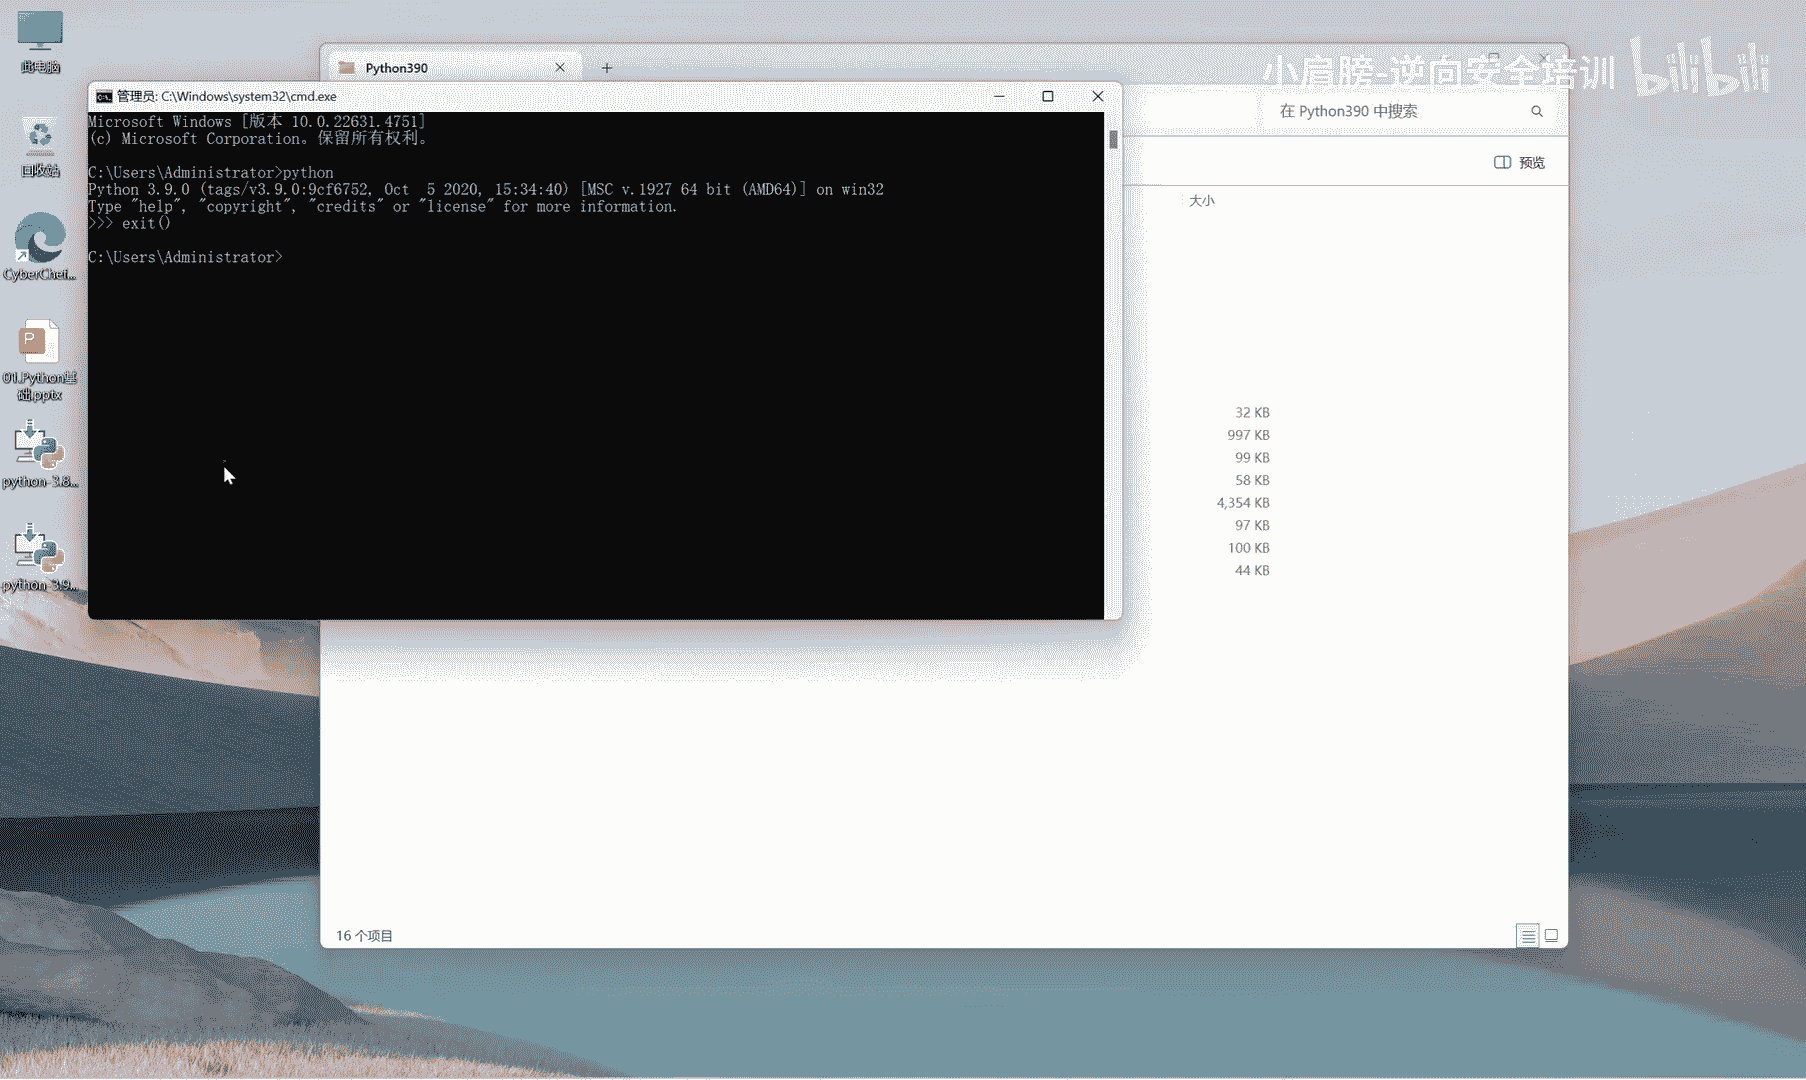 此电脑
回收站
CyberChef...
01.Python基
础.pptx
python-3.8...
python-3.9...
Python390
小肩膀-逆向安全培训 bilibili
管理员: C:\Windows\system32\cmd.exe
在 Python390 中搜索
预览
大小
Microsoft Windows [版本 10.0.22631.4751]
(c) Microsoft Corporation。保留所有权利。
C:\Users\Administrator>python
Python 3.9.0 (tags/v3.9.0:9cf6752, Oct  5 2020, 15:34:40) [MSC v.1927 64 bit (AMD64)] on win32
Type "help", "copyright", "credits" or "license" for more information.
>>> exit()
C:\Users\Administrator>
32 KB
997 KB
99 KB
58 KB
4,354 KB
97 KB
100 KB
44 KB
16 个项目